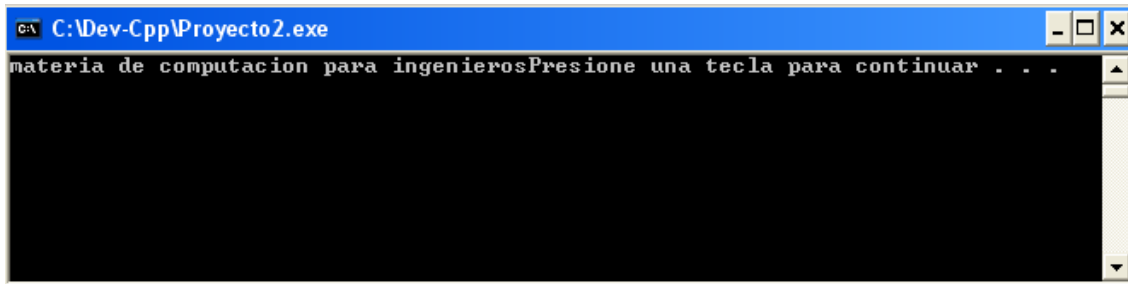 C:\Dev-Cpp\Proyecto2.exe
materia de computacion para ingenierosPresione una tecla para continuar . . .